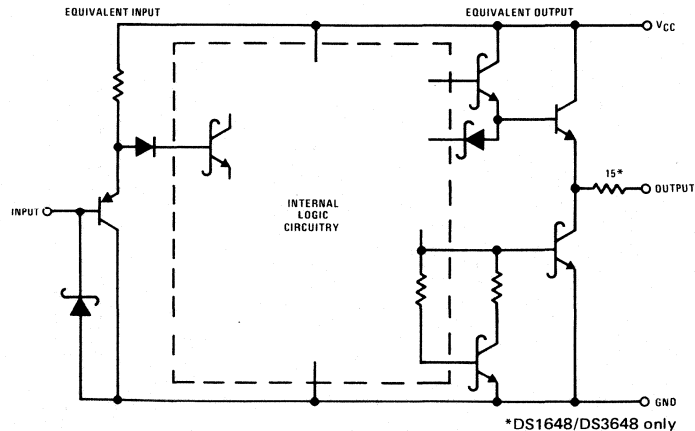 EQUIVALENT INPUT
EQUIVALENT OUTPUT
VCC
15*
OUTPUT
INPUT
INTERNAL
LOGIC
CIRCUITRY
GND
*DS1648/DS3648 only